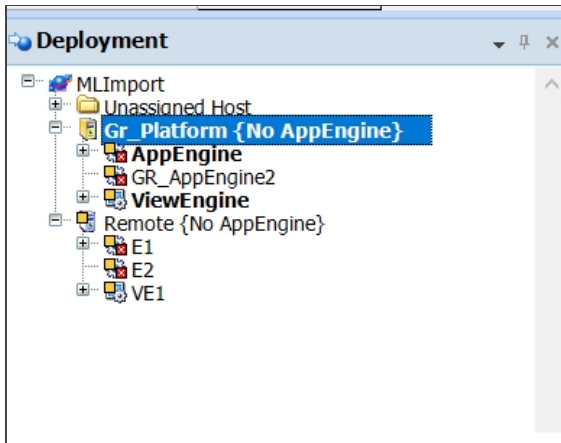 Deployment
MLImport
Unassigned Host
Gr_Platform {No AppEngine}
AppEngine
GR_AppEngine2
ViewEngine
Remote {No AppEngine}
E1
E2
VE1